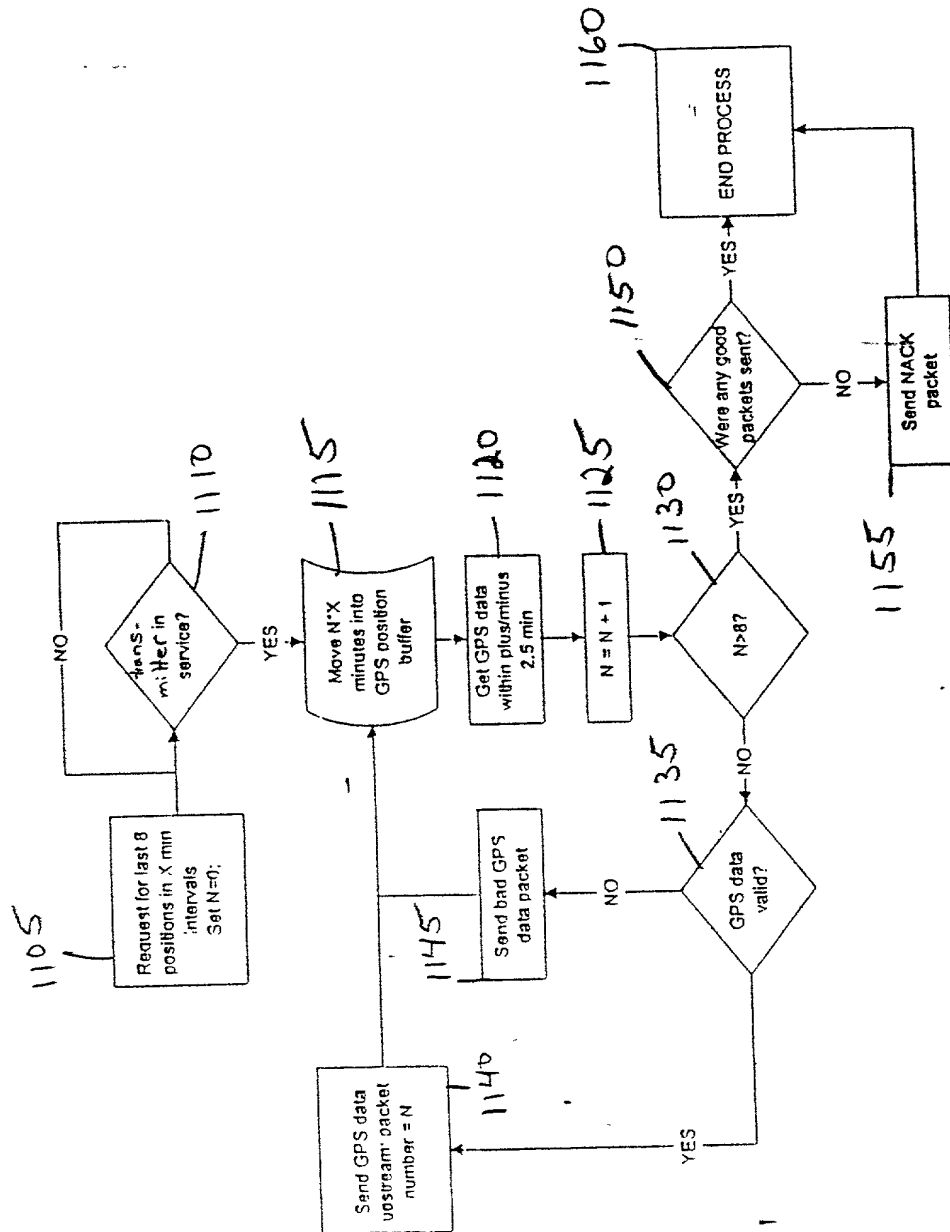 1105
Request for last 8
positions in X min
intervals
Set N=0;
NO
trans-
mitter in
service?
1110
YES
Move N*X
minutes into
GPS position
buffer
1115
Get GPS data
within plus/minus
2.5 min
1120
N = N + 1
1125
N>8?
1130
YES
NO
GPS data
valid?
1135
NO
Send bad GPS
data packet
1145
YES
Send GPS data
upstream; packet
number = N
1140
Were any good
packets sent?
1150
YES
NO
Send NACK
packet
1155
END PROCESS
1160